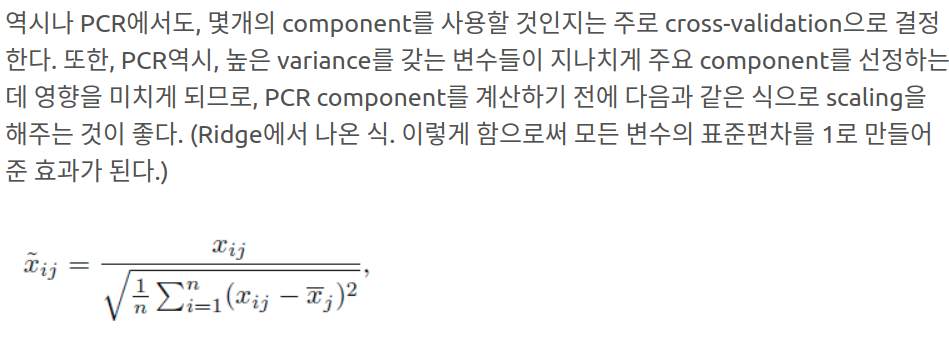 역시나 PCR에서도, 몇개의 component를 사용할 것인지는 주로 cross-validation으로 결정
한다. 또한, PCR역시, 높은 variance를 갖는 변수들이 지나치게 주요 component를 선정하는
데 영향을 미치게 되므로, PCR component를 계산하기 전에 다음과 같은 식으로 scaling을
해주는 것이 좋다. (Ridge에서 나온 식. 이렇게 함으로써 모든 변수의 표준편차를 1로 만들어
준 효과가 된다.)
x̃_{ij} = \frac{x_{ij}}{\sqrt{\frac{1}{n} \sum_{i=1}^{n} (x_{ij} - \overline{x}_j)^2}},